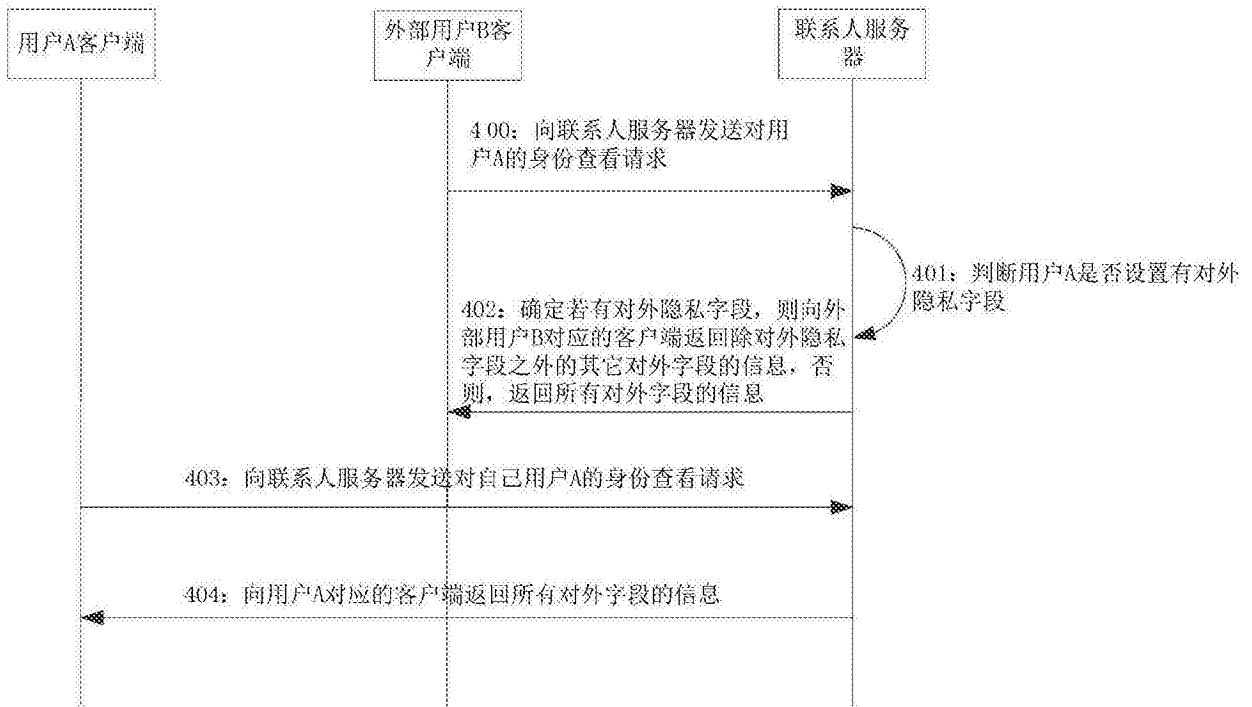 用户A客户端
外部用户B客
户端
联系人服务
器
400：向联系人服务器发送对用
户A的身份查看请求
401：判断用户A是否设置有对外
隐私字段
402：确定若有对外隐私字段，则向外
部用户B对应的客户端返回除对外隐私
字段之外的其它对外字段的信息，否
则，返回所有对外字段的信息
403：向联系人服务器发送对自己用户A的身份查看请求
404：向用户A对应的客户端返回所有对外字段的信息